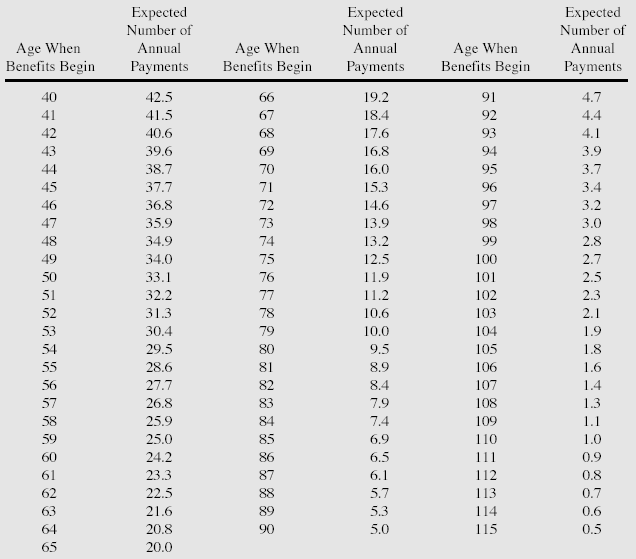 Expected Expected Expected
Number of Number of Number of
Age When Annual Age When Annual Age When Annual
Benefits Begin Payments Benefits Begin Payments Benefits Begin Payments
40 42.5 66 19.2 91 4.7
41 41.5 67 18.4 92 4.4
42 40.6 68 17.6 93 4.1
43 39.6 69 16.8 94 3.9
44 38.7 70 16.0 95 3.7
45 37.7 71 15.3 96 3.4
46 36.8 72 14.6 97 3.2
47 35.9 73 13.9 98 3.0
48 34.9 74 13.2 99 2.8
49 34.0 75 12.5 100 2.7
50 33.1 76 11.9 101 2.5
51 32.2 77 11.2 102 2.3
52 31.3 78 10.6 103 2.1
53 30.4 79 10.0 104 1.9
54 29.5 80 9.5 105 1.8
55 28.6 81 8.9 106 1.6
56 27.7 82 8.4 107 1.4
57 26.8 83 7.9 108 1.3
58 25.9 84 7.4 109 1.1
59 25.0 85 6.9 110 1.0
60 24.2 86 6.5 111 0.9
61 23.3 87 6.1 112 0.8
62 22.5 88 5.7 113 0.7
63 21.6 89 5.3 114 0.6
64 20.8 90 5.0 115 0.5
65 20.0